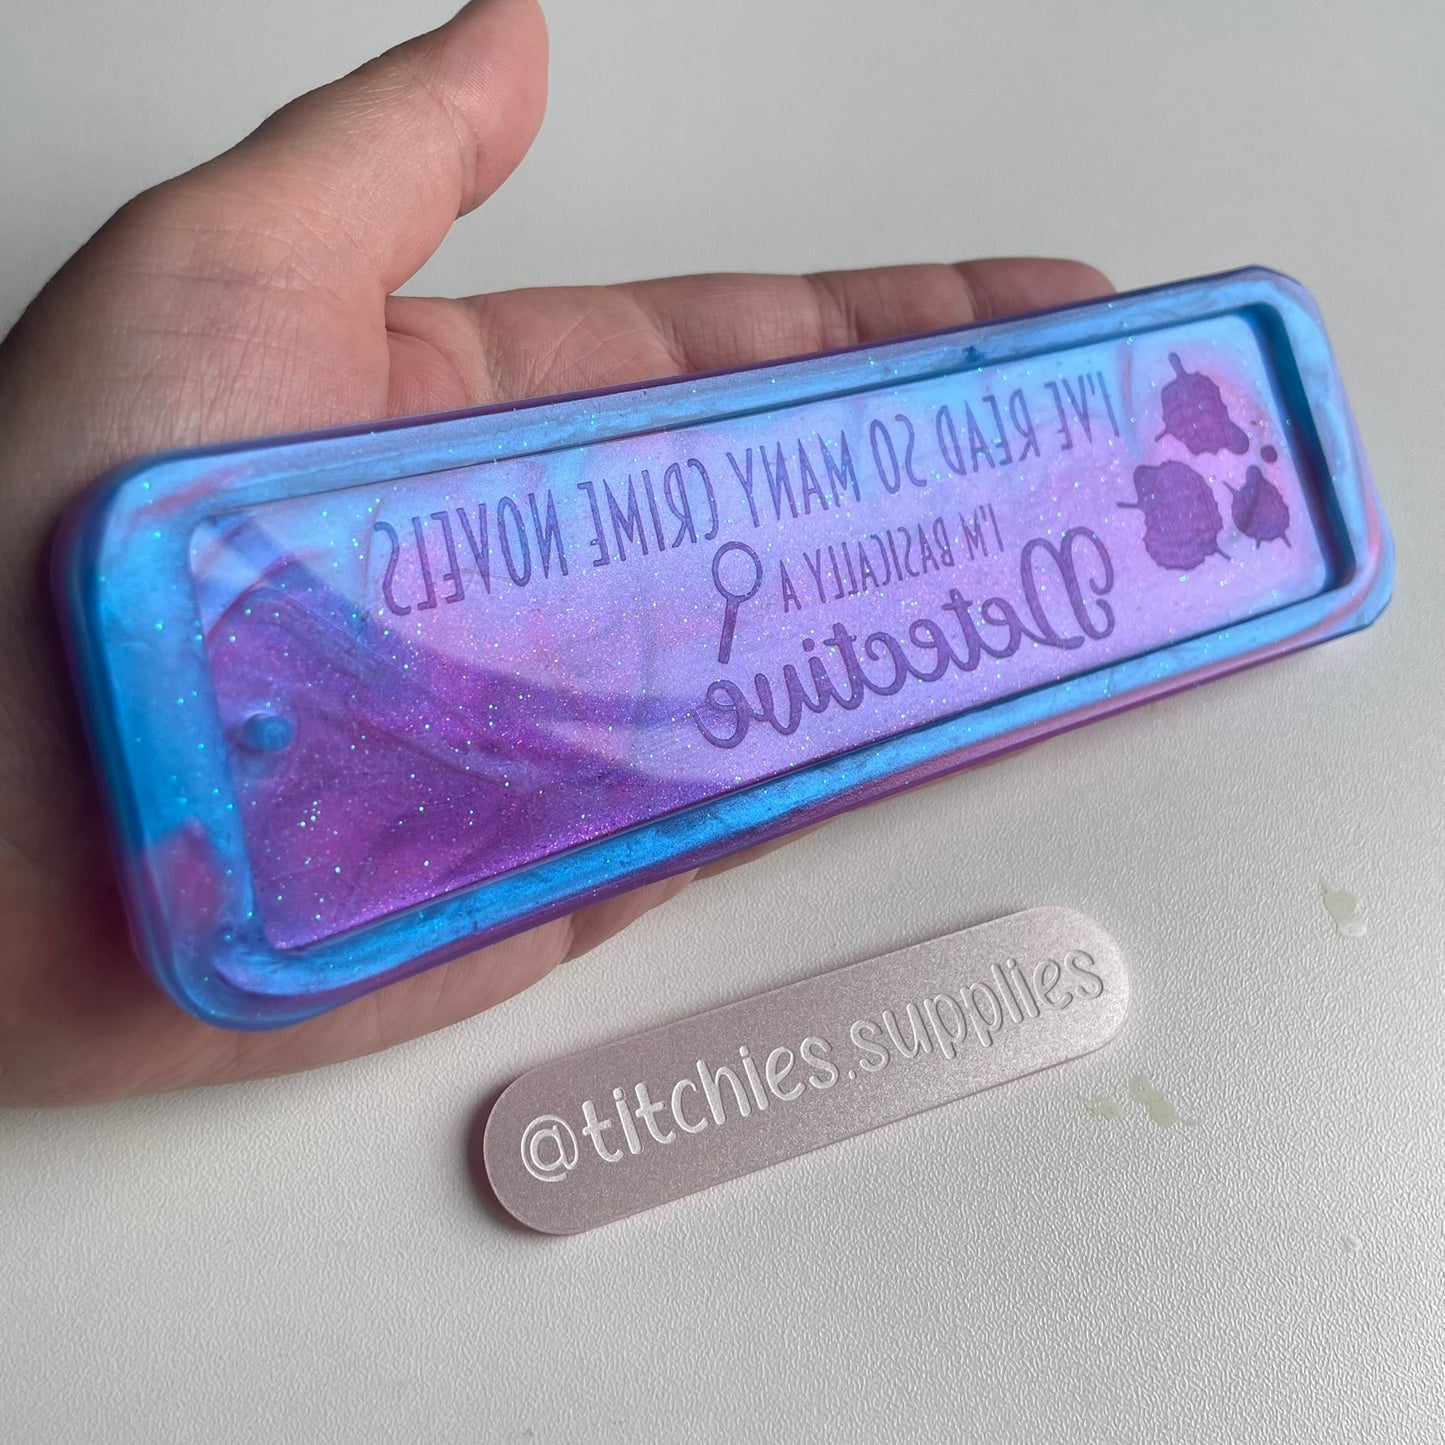 I'VE READ SO MANY CRIME NOVELS
I'M BASICALLY A
Detective
@titchies.supplies